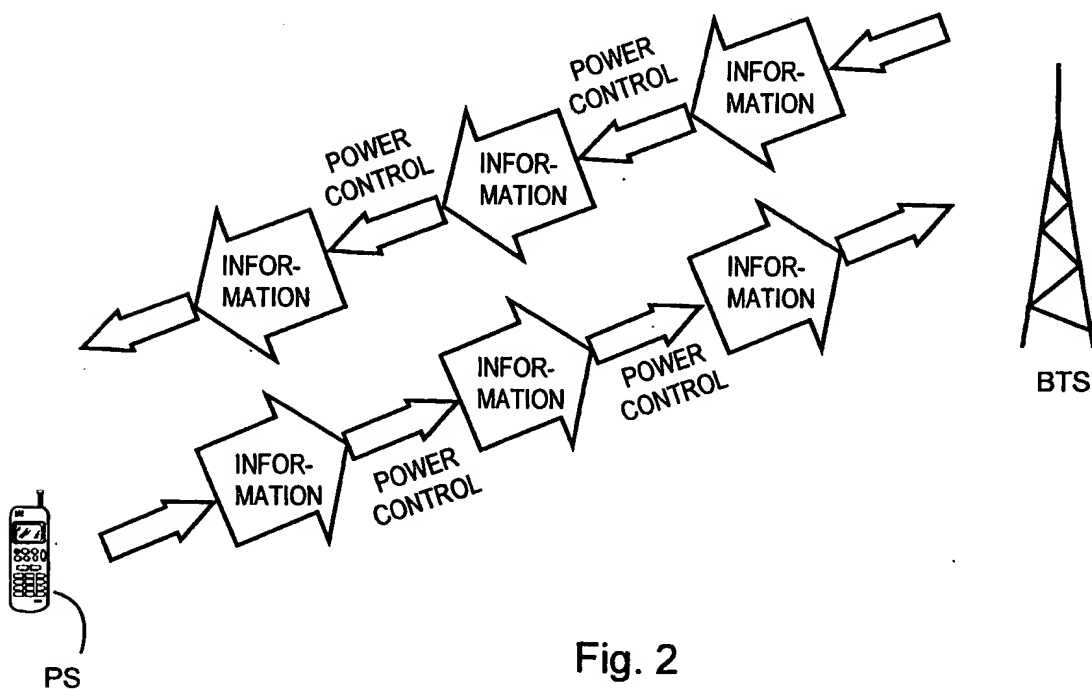 INFOR-
MATION
POWER
CONTROL
INFOR-
MATION
POWER
CONTROL
INFOR-
MATION
INFOR-
MATION
POWER
CONTROL
INFOR-
MATION
POWER
CONTROL
INFOR-
MATION
BTS
PS
Fig. 2